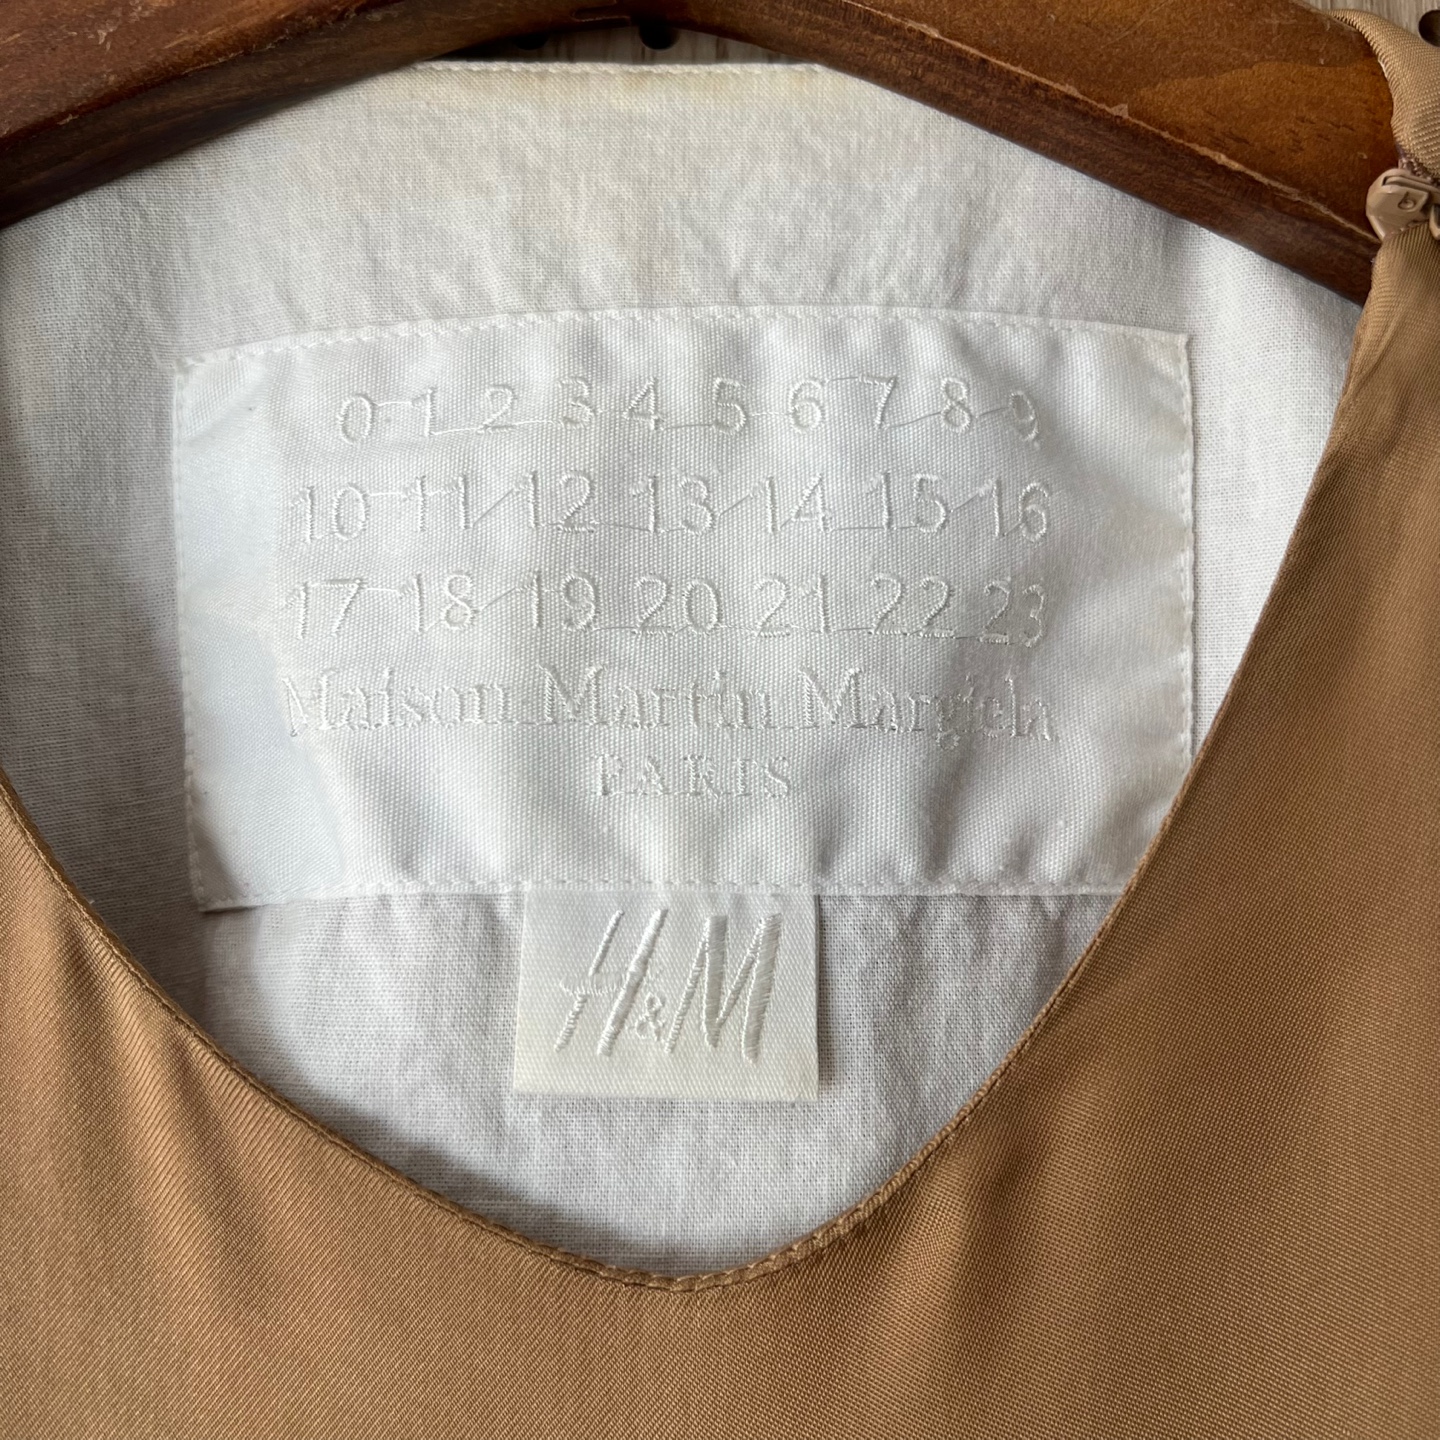 0 1 2 3 4 5 6 7 8 9
10 11 12 13 14 15 16
17 18 19 20 21 22 23
Maison Martin Margiela
PARIS
H&M